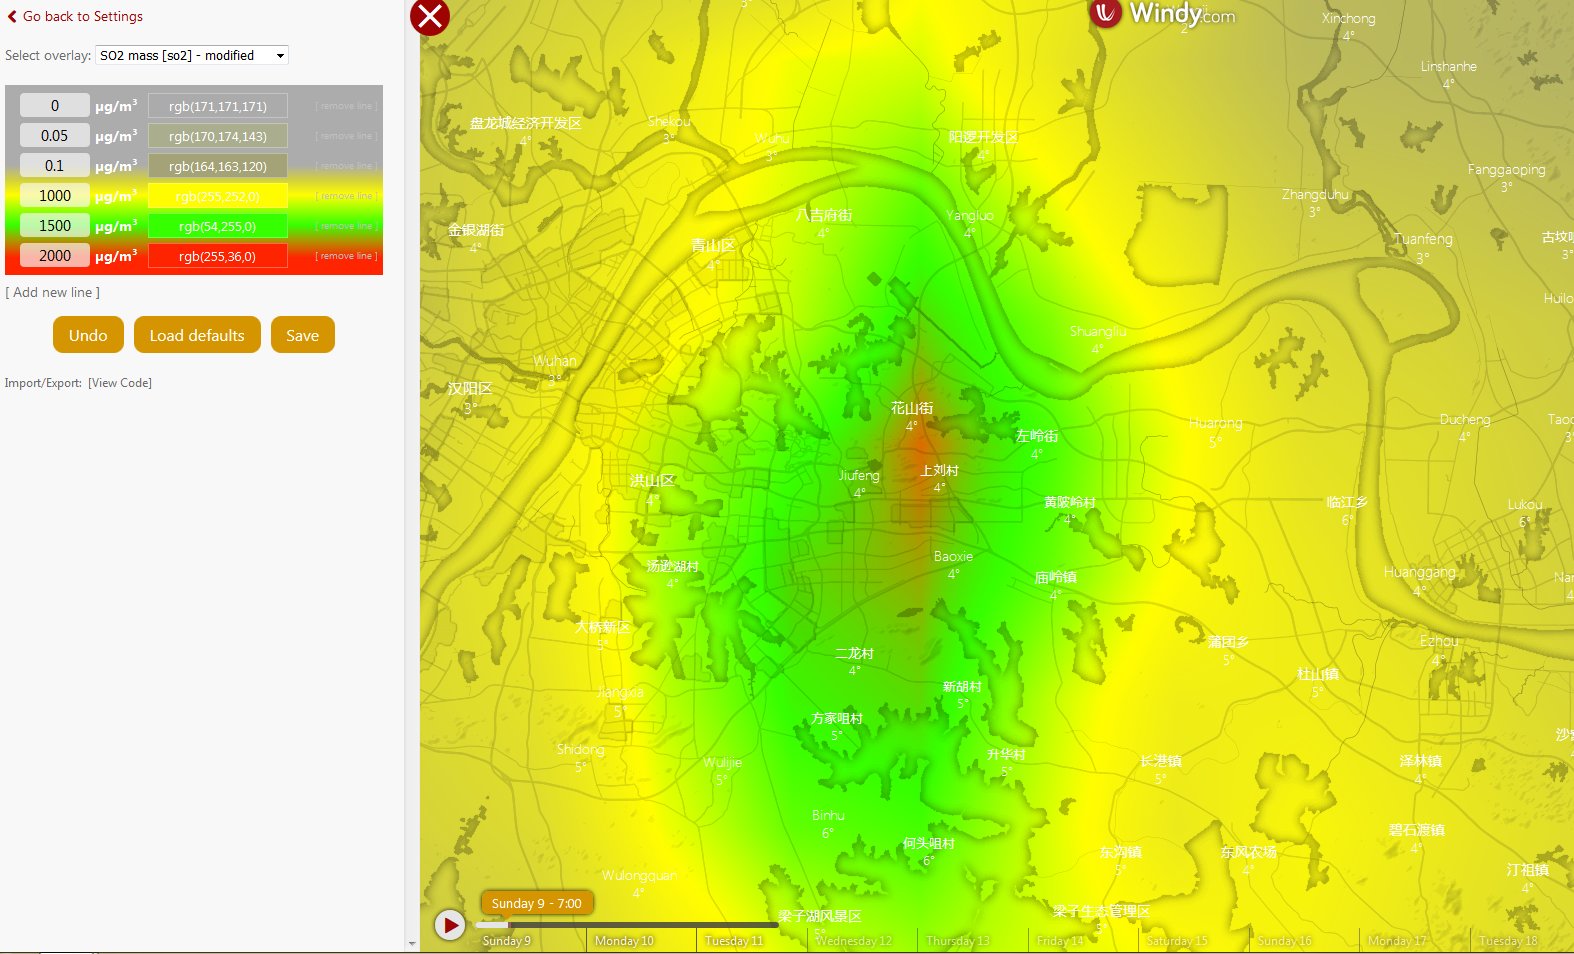 Go back to Settings
Select overlay: SO2 mass [so2] - modified
0 µg/m³ rgb(171,171,171) [ remove line ]
0.05 µg/m³ rgb(170,174,143) [ remove line ]
0.1 µg/m³ rgb(164,163,120) [ remove line ]
1000 µg/m³ rgb(255,252,0) [ remove line ]
1500 µg/m³ rgb(54,255,0) [ remove line ]
2000 µg/m³ rgb(255,36,0) [ remove line ]
[ Add new line ]
Undo Load defaults Save
Import/Export: [View Code]
Windy.com
3°
2°
Xinchong
4°
Linshanhe
4°
盘龙城经济开发区
4°
Shekou
3°
Wuhu
3°
阳逻开发区
4°
Fanggaoping
3°
Zhangduhu
3°
金银湖街
4°
八吉府街
4°
Yangluo
4°
青山区
4°
Tuanfeng
3°
古坟
3°
Huilo
Shuangliu
4°
Wuhan
3°
汉阳区
3°
花山街
4°
左岭街
4°
Huarong
5°
Ducheng
4°
Tao
3°
洪山区
4°
Jiufeng
4°
上刘村
4°
黄陂岭村
4°
临江乡
6°
Lukou
6°
汤逊湖村
4°
Baoxie
4°
庙岭镇
4°
Huanggang
4°
Nan
4°
大桥新区
5°
二龙村
4°
蒲团乡
5°
Ezhou
4°
Jiangxia
5°
新胡村
5°
杜山镇
5°
方家咀村
5°
Shidong
5°
Wulijie
5°
升华村
5°
长港镇
5°
泽林镇
4°
沙
Binhu
6°
何头咀村
6°
东沟镇
5°
东风农场
4°
碧石渡镇
4°
Wulongquan
4°
汀祖镇
4°
梁子湖风景区
5°
梁子生态管理区
5°
Sunday 9 - 7:00
Sunday 9 Monday 10 Tuesday 11 Wednesday 12 Thursday 13 Friday 14 Saturday 15 Sunday 16 Monday 17 Tuesday 18